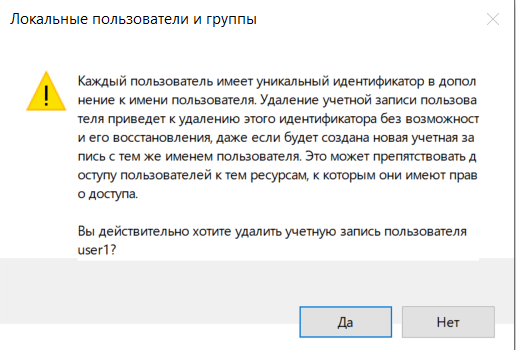 Локальные пользователи и группы
Каждый пользователь имеет уникальный идентификатор в допол
нение к имени пользователя. Удаление учетной записи пользова
теля приведет к удалению этого идентификатора без возможност
и его восстановления, даже если будет создана новая учетная за
пись с тем же именем пользователя. Это может препятствовать д
оступу пользователей к тем ресурсам, к которым они имеют прав
о доступа.
Вы действительно хотите удалить учетную запись пользователя
user1?
Да
Нет